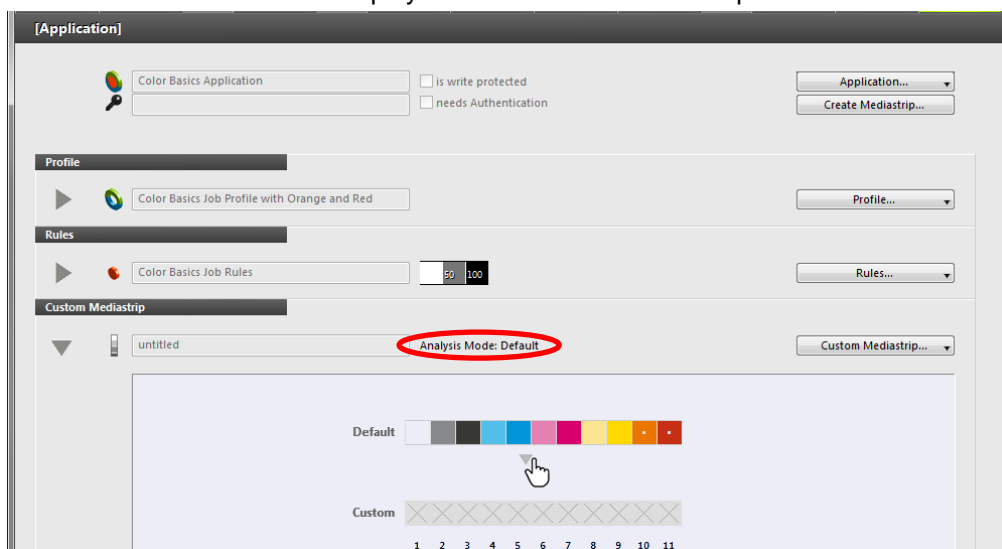 [Application]
Color Basics Application is write protected Application...
needs Authentication Create Mediastrip...
Profile
Color Basics Job Profile with Orange and Red Profile...
Rules
Color Basics Job Rules 50 100 Rules...
Custom Mediastrip
untitled Analysis Mode: Default Custom Mediastrip...
Default
Custom
1 2 3 4 5 6 7 8 9 10 11